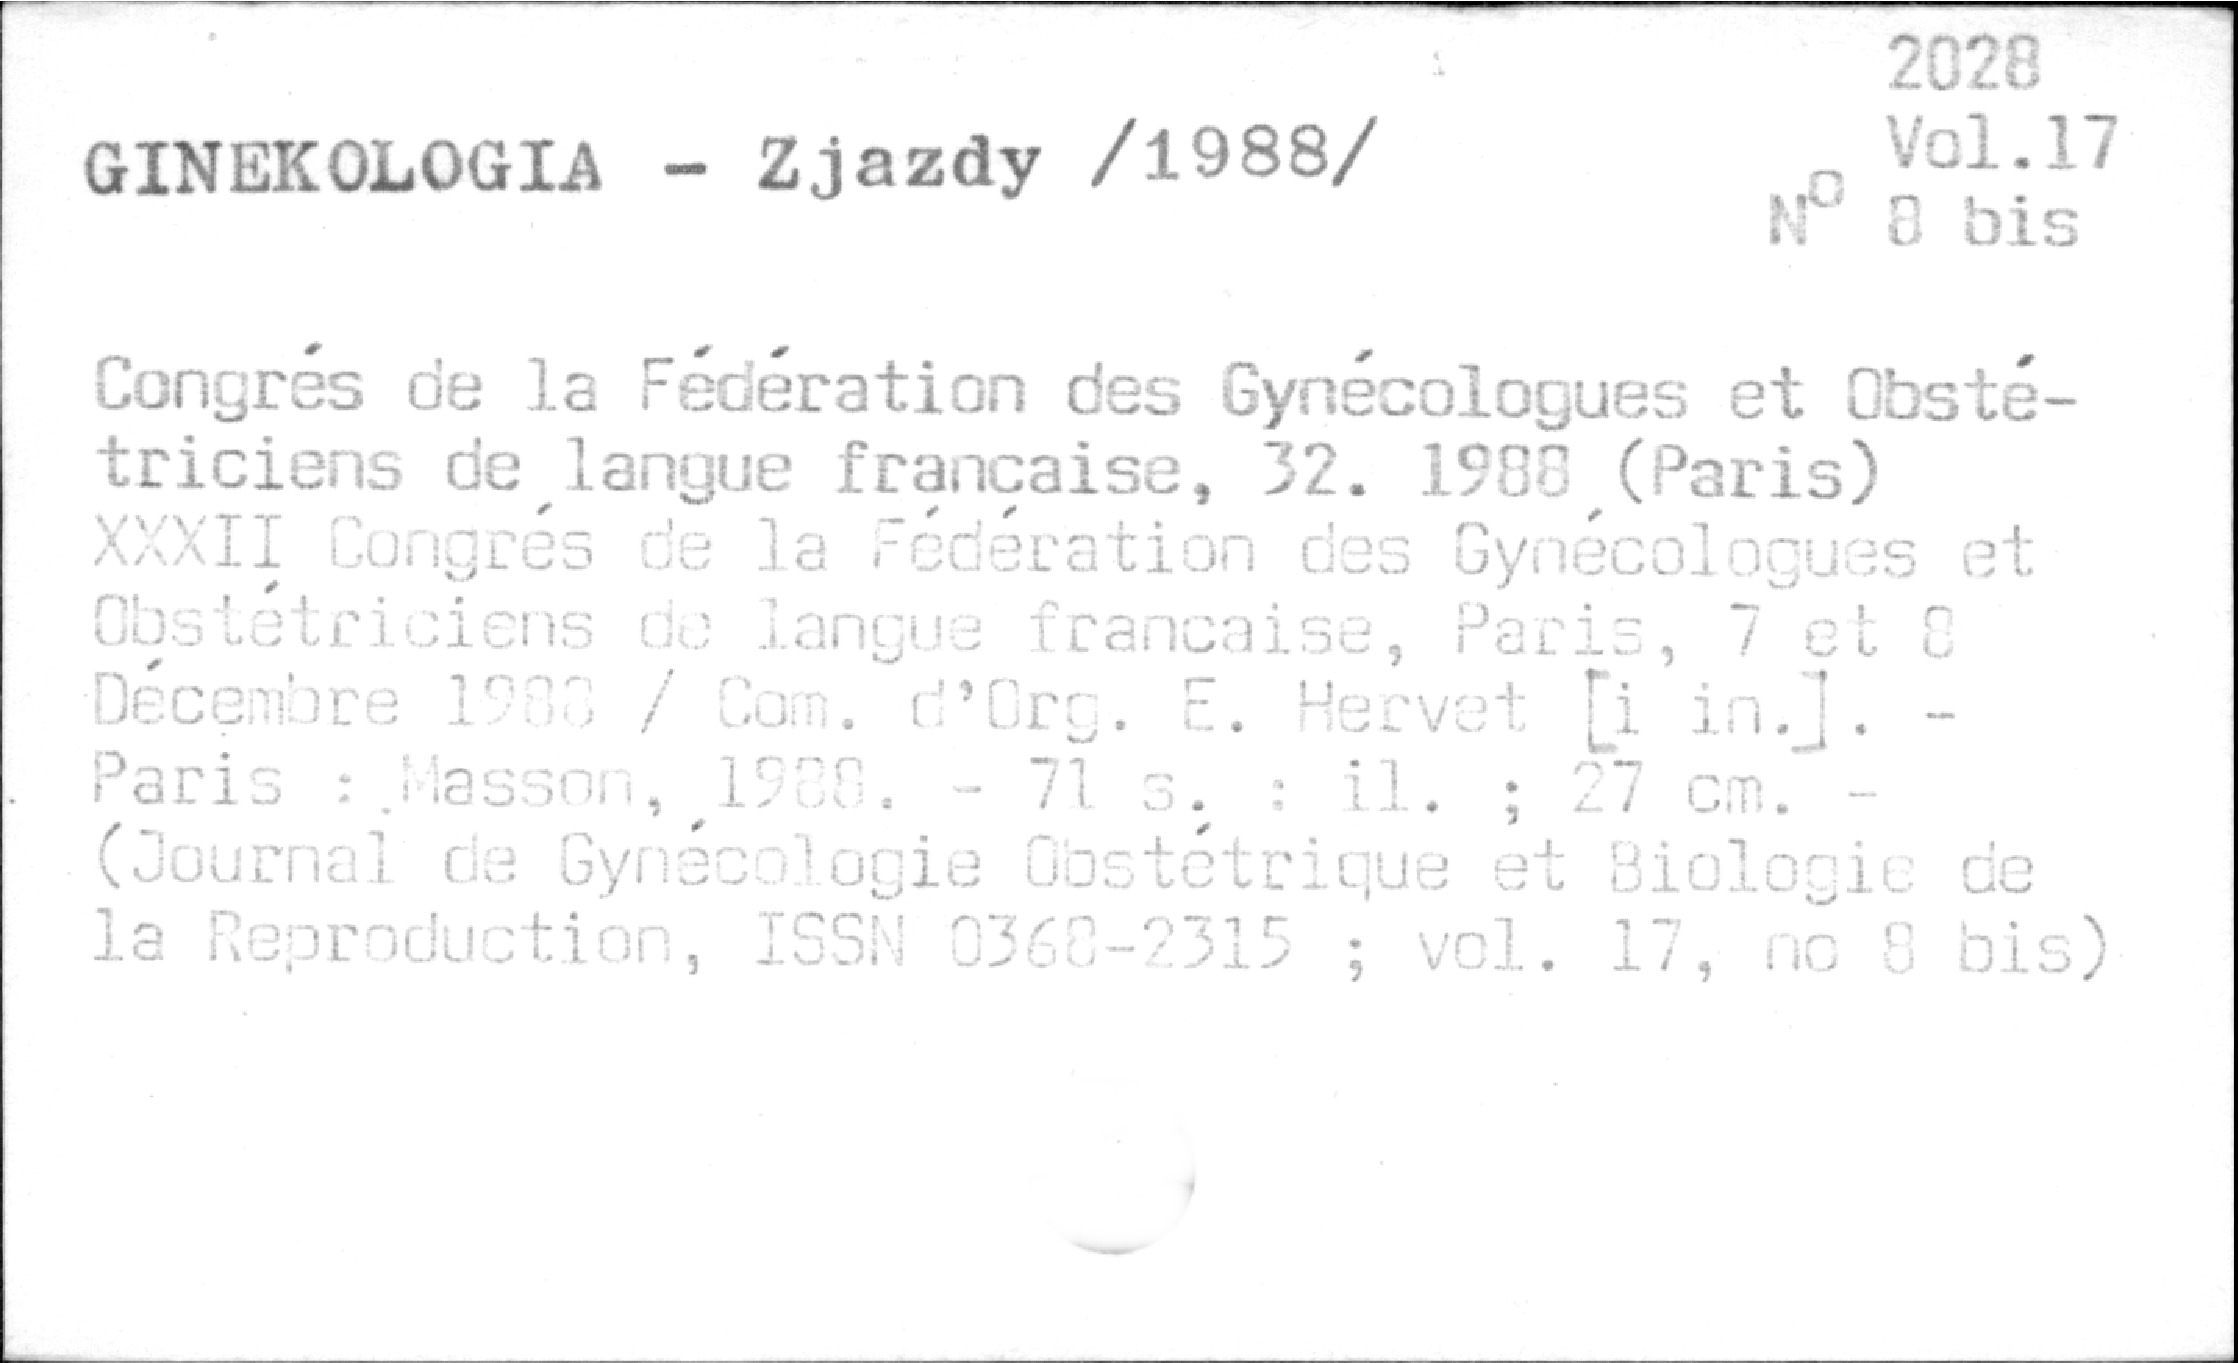 2028
GINEKOLOGIA - Zjazdy /1988/
Vol.17
Nº 8 bis
Congrés de la Fédération des Gynécologues et Obsté-
triciens de langue francaise, 32. 1988 (Paris)
XXXII Congrés de la Fédération des Gynécologues et
Obstétriciens de langue francaise, Paris, 7 et 8
Décembre 1988 / Com. d'Org. E. Hervet [i in.]. -
Paris : Masson, 1988. - 71 s. : il. ; 27 cm. -
(Journal de Gynécologie Obstétrique et Biologie de
la Reproduction, ISSN 0368-2315 ; vol. 17, no 8 bis)